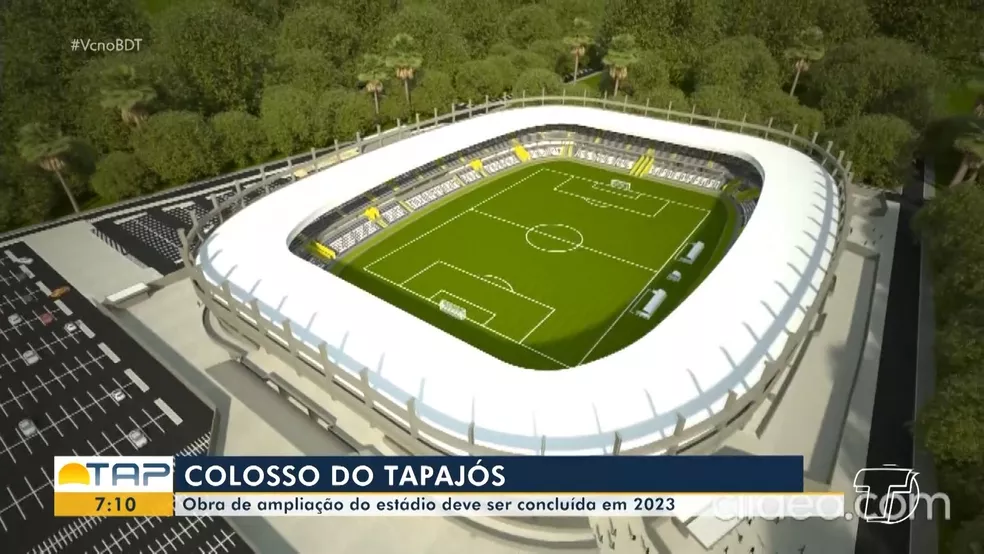 #VcnoBDT
TAP
COLOSSO DO TAPAJÓS
7:10
Obra de ampliação do estádio deve ser concluída em 2023